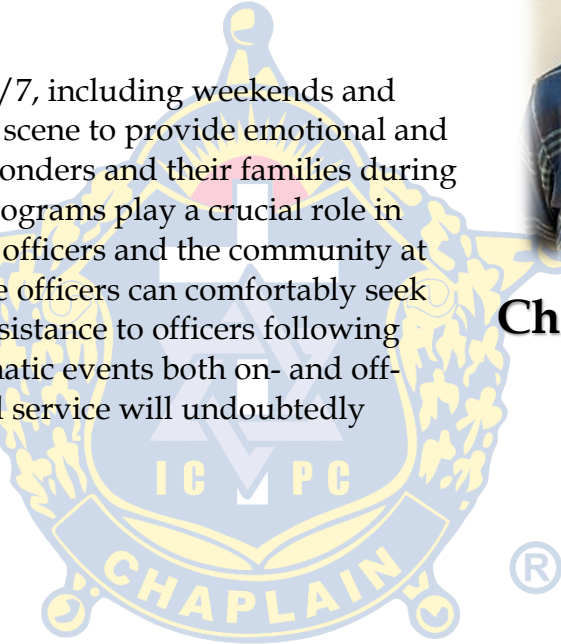 /7, including weekends and
scene to provide emotional and
onders and their families during
ograms play a crucial role in
officers and the community at
e officers can comfortably seek
sistance to officers following
natic events both on- and off-
d service will undoubtedly
Ch
IC PC
CHAPLAIN
®